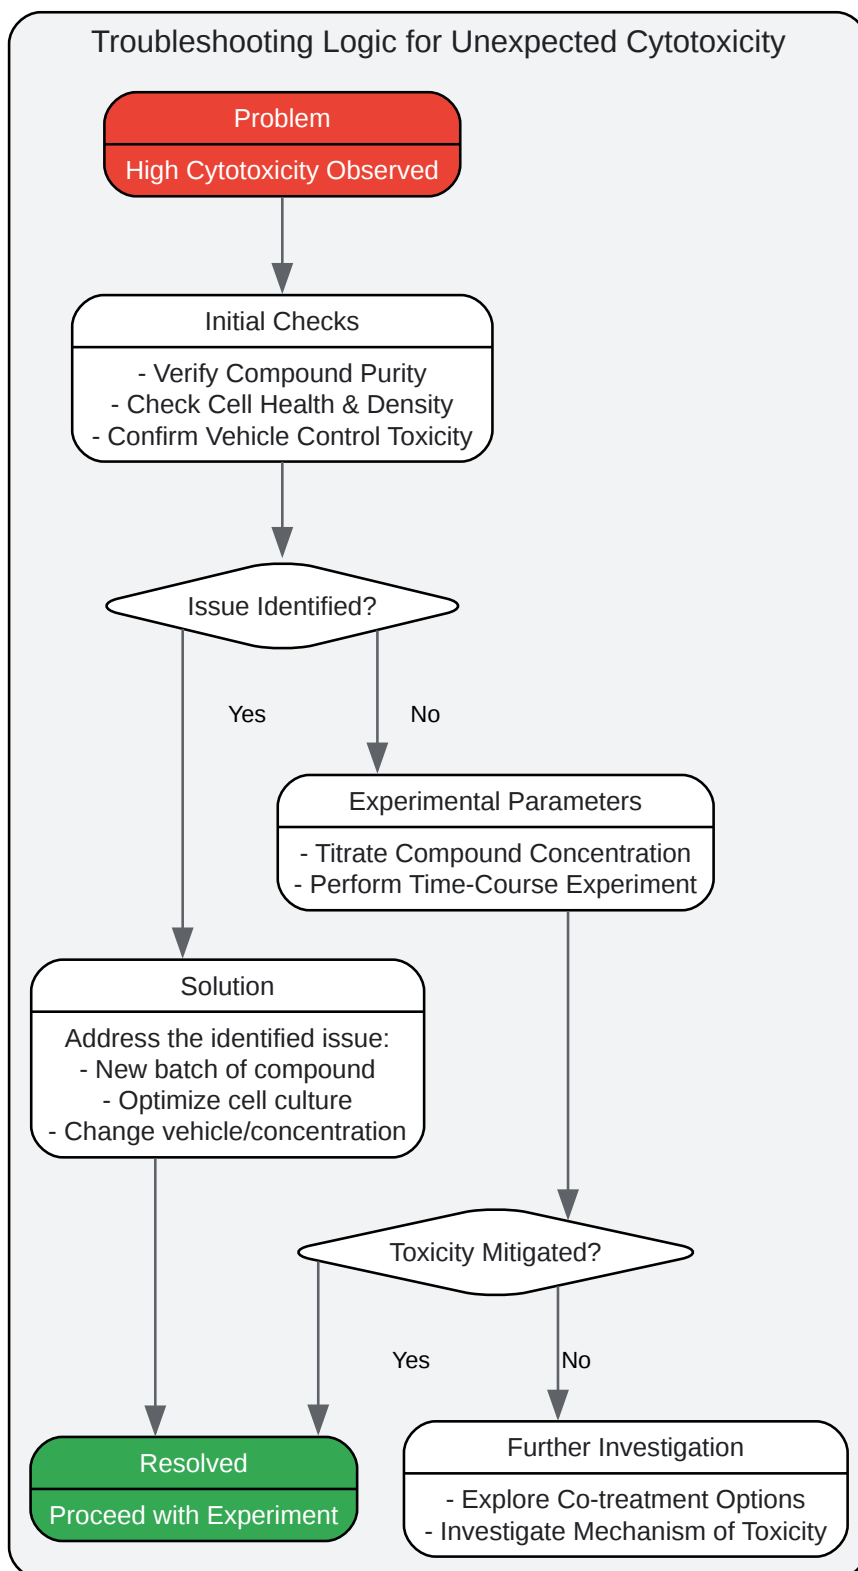 Troubleshooting Logic for Unexpected Cytotoxicity
Problem
High Cytotoxicity Observed
Initial Checks
- Verify Compound Purity
- Check Cell Health & Density
- Confirm Vehicle Control Toxicity
Issue Identified?
Yes
No
Experimental Parameters
- Titrate Compound Concentration
- Perform Time-Course Experiment
Solution
Address the identified issue:
- New batch of compound
- Optimize cell culture
- Change vehicle/concentration
Toxicity Mitigated?
Yes
No
Resolved
Proceed with Experiment
Further Investigation
- Explore Co-treatment Options
- Investigate Mechanism of Toxicity